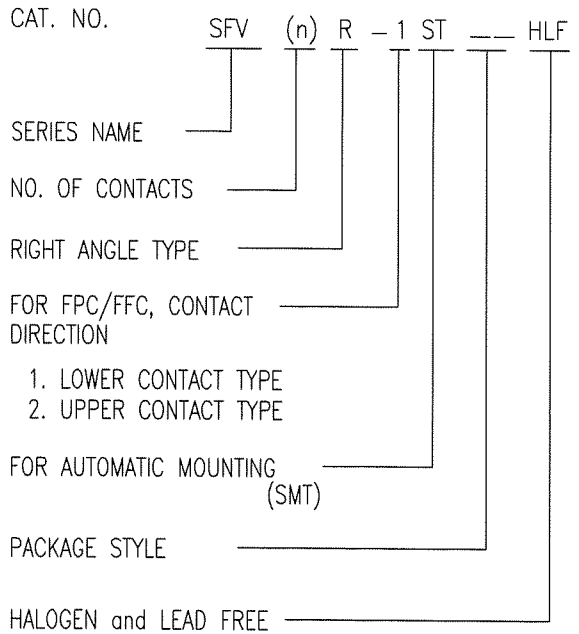 CAT. NO.
SFV (n) R - 1 ST __ HLF
SERIES NAME
NO. OF CONTACTS
RIGHT ANGLE TYPE
FOR FPC/FFC, CONTACT
DIRECTION
1. LOWER CONTACT TYPE
2. UPPER CONTACT TYPE
FOR AUTOMATIC MOUNTING
(SMT)
PACKAGE STYLE
HALOGEN and LEAD FREE